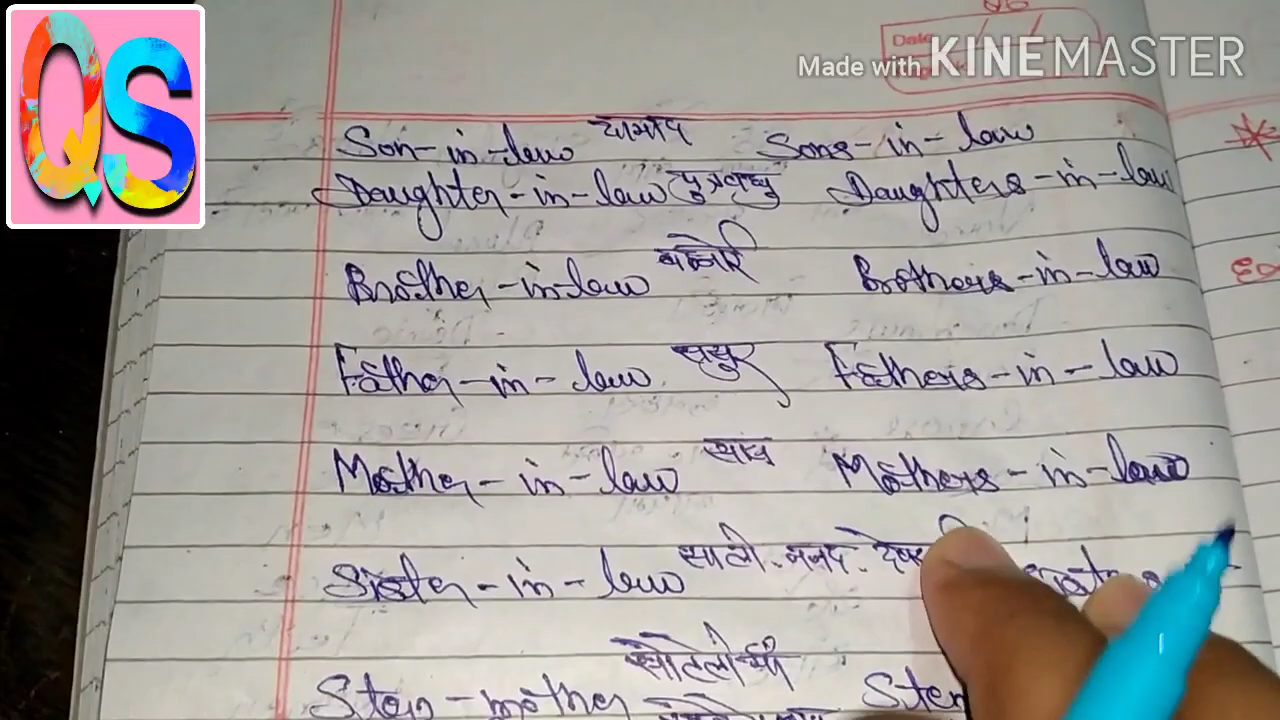 QS
Date
Made with KINEMASTER
Son-in-law दामाद Sons-in-law
Daughter-in-law पुत्रवधु Daughters-in-law
Brother-in-law Brothers-in-law
Father-in-law ससुर Fathers-in-law
Mother-in-law सास Mothers-in-law
Sister-in-law साली ननद
सौतेली माँ
Step-mother Step